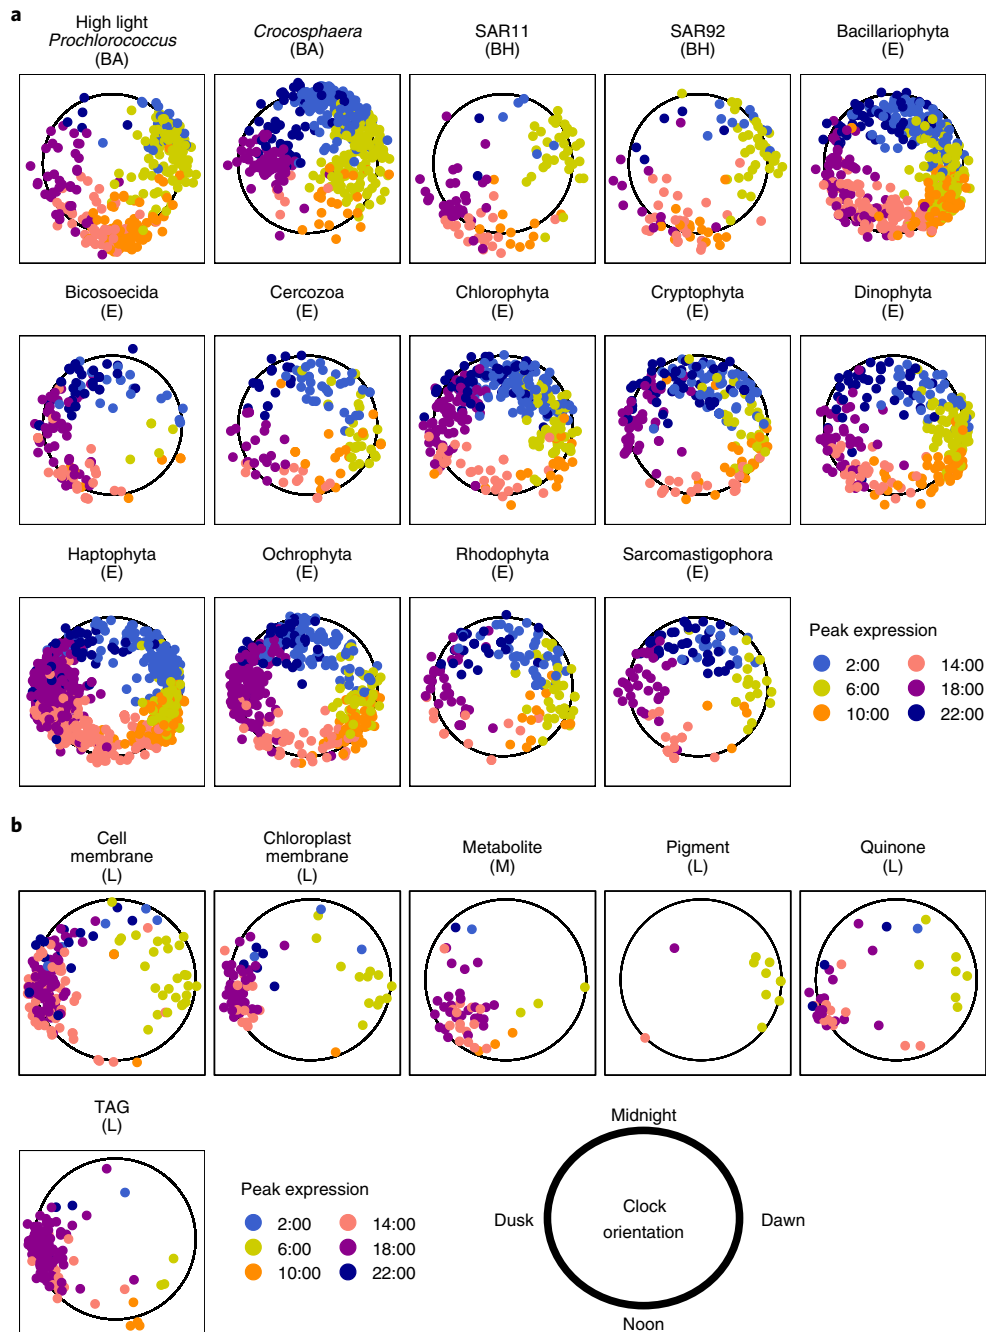 a
High light
Prochlorococcus
(BA)
Crocosphaera
(BA)
SAR11
(BH)
SAR92
(BH)
Bacillariophyta
(E)
Bicosoecida
(E)
Cercozoa
(E)
Chlorophyta
(E)
Cryptophyta
(E)
Dinophyta
(E)
Haptophyta
(E)
Ochrophyta
(E)
Rhodophyta
(E)
Sarcomastigophora
(E)
Peak expression
2:00 14:00
6:00 18:00
10:00 22:00
b
Cell
membrane
(L)
Chloroplast
membrane
(L)
Metabolite
(M)
Pigment
(L)
Quinone
(L)
TAG
(L)
Peak expression
2:00 14:00
6:00 18:00
10:00 22:00
Midnight
Dusk
Clock
orientation
Dawn
Noon